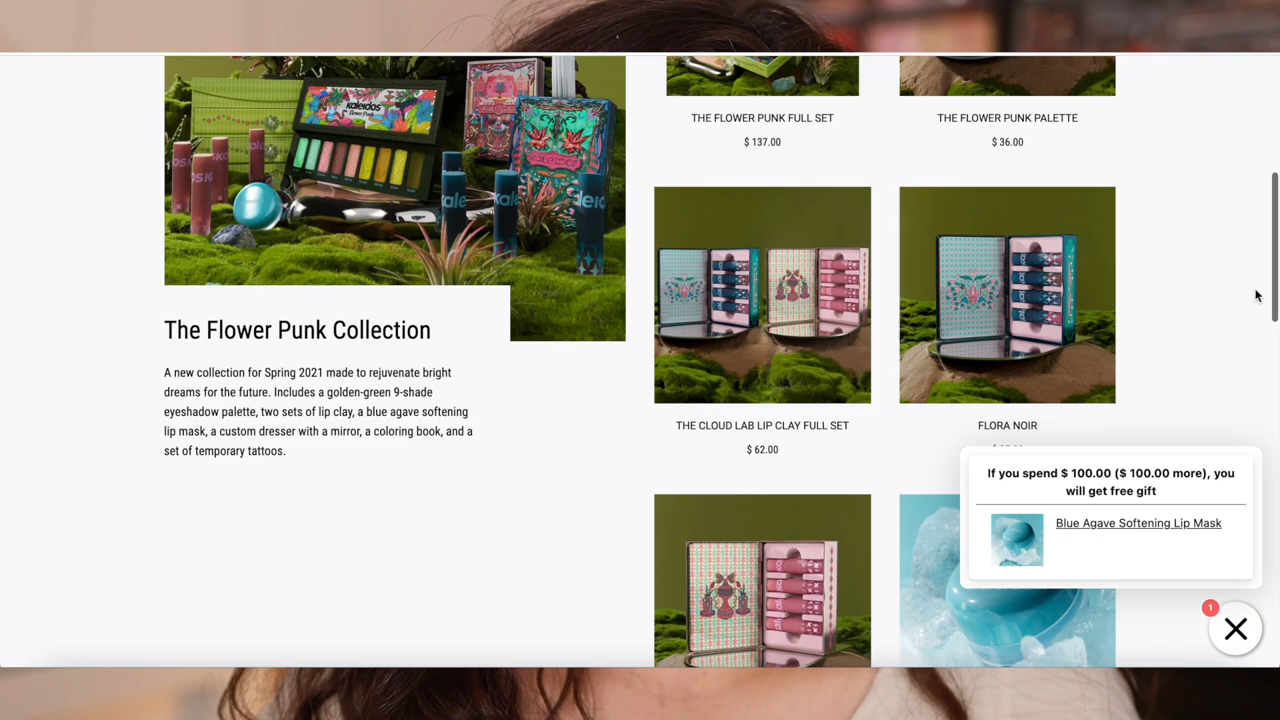 kaleidos
Flower Punk
THE FLOWER PUNK FULL SET
$ 137.00
THE FLOWER PUNK PALETTE
$ 36.00
The Flower Punk Collection
A new collection for Spring 2021 made to rejuvenate bright
dreams for the future. Includes a golden-green 9-shade
eyeshadow palette, two sets of lip clay, a blue agave softening
lip mask, a custom dresser with a mirror, a coloring book, and a
set of temporary tattoos.
THE CLOUD LAB LIP CLAY FULL SET
$ 62.00
FLORA NOIR
If you spend $ 100.00 ($ 100.00 more), you
will get free gift
Blue Agave Softening Lip Mask
1